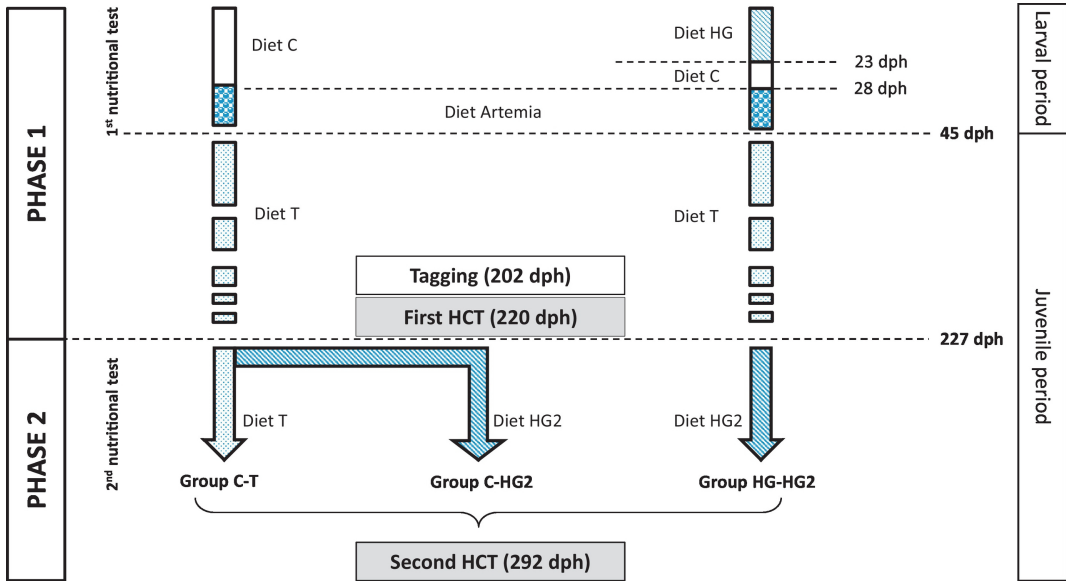 PHASE 1
1st nutritional test
Diet C
Diet HG
23 dph
Diet C
28 dph
Diet Artemia
45 dph
Larval period
Diet T
Diet T
Tagging (202 dph)
First HCT (220 dph)
227 dph
Juvenile period
PHASE 2
2nd nutritional test
Diet T
Diet HG2
Diet HG2
Group C-T
Group C-HG2
Group HG-HG2
Second HCT (292 dph)